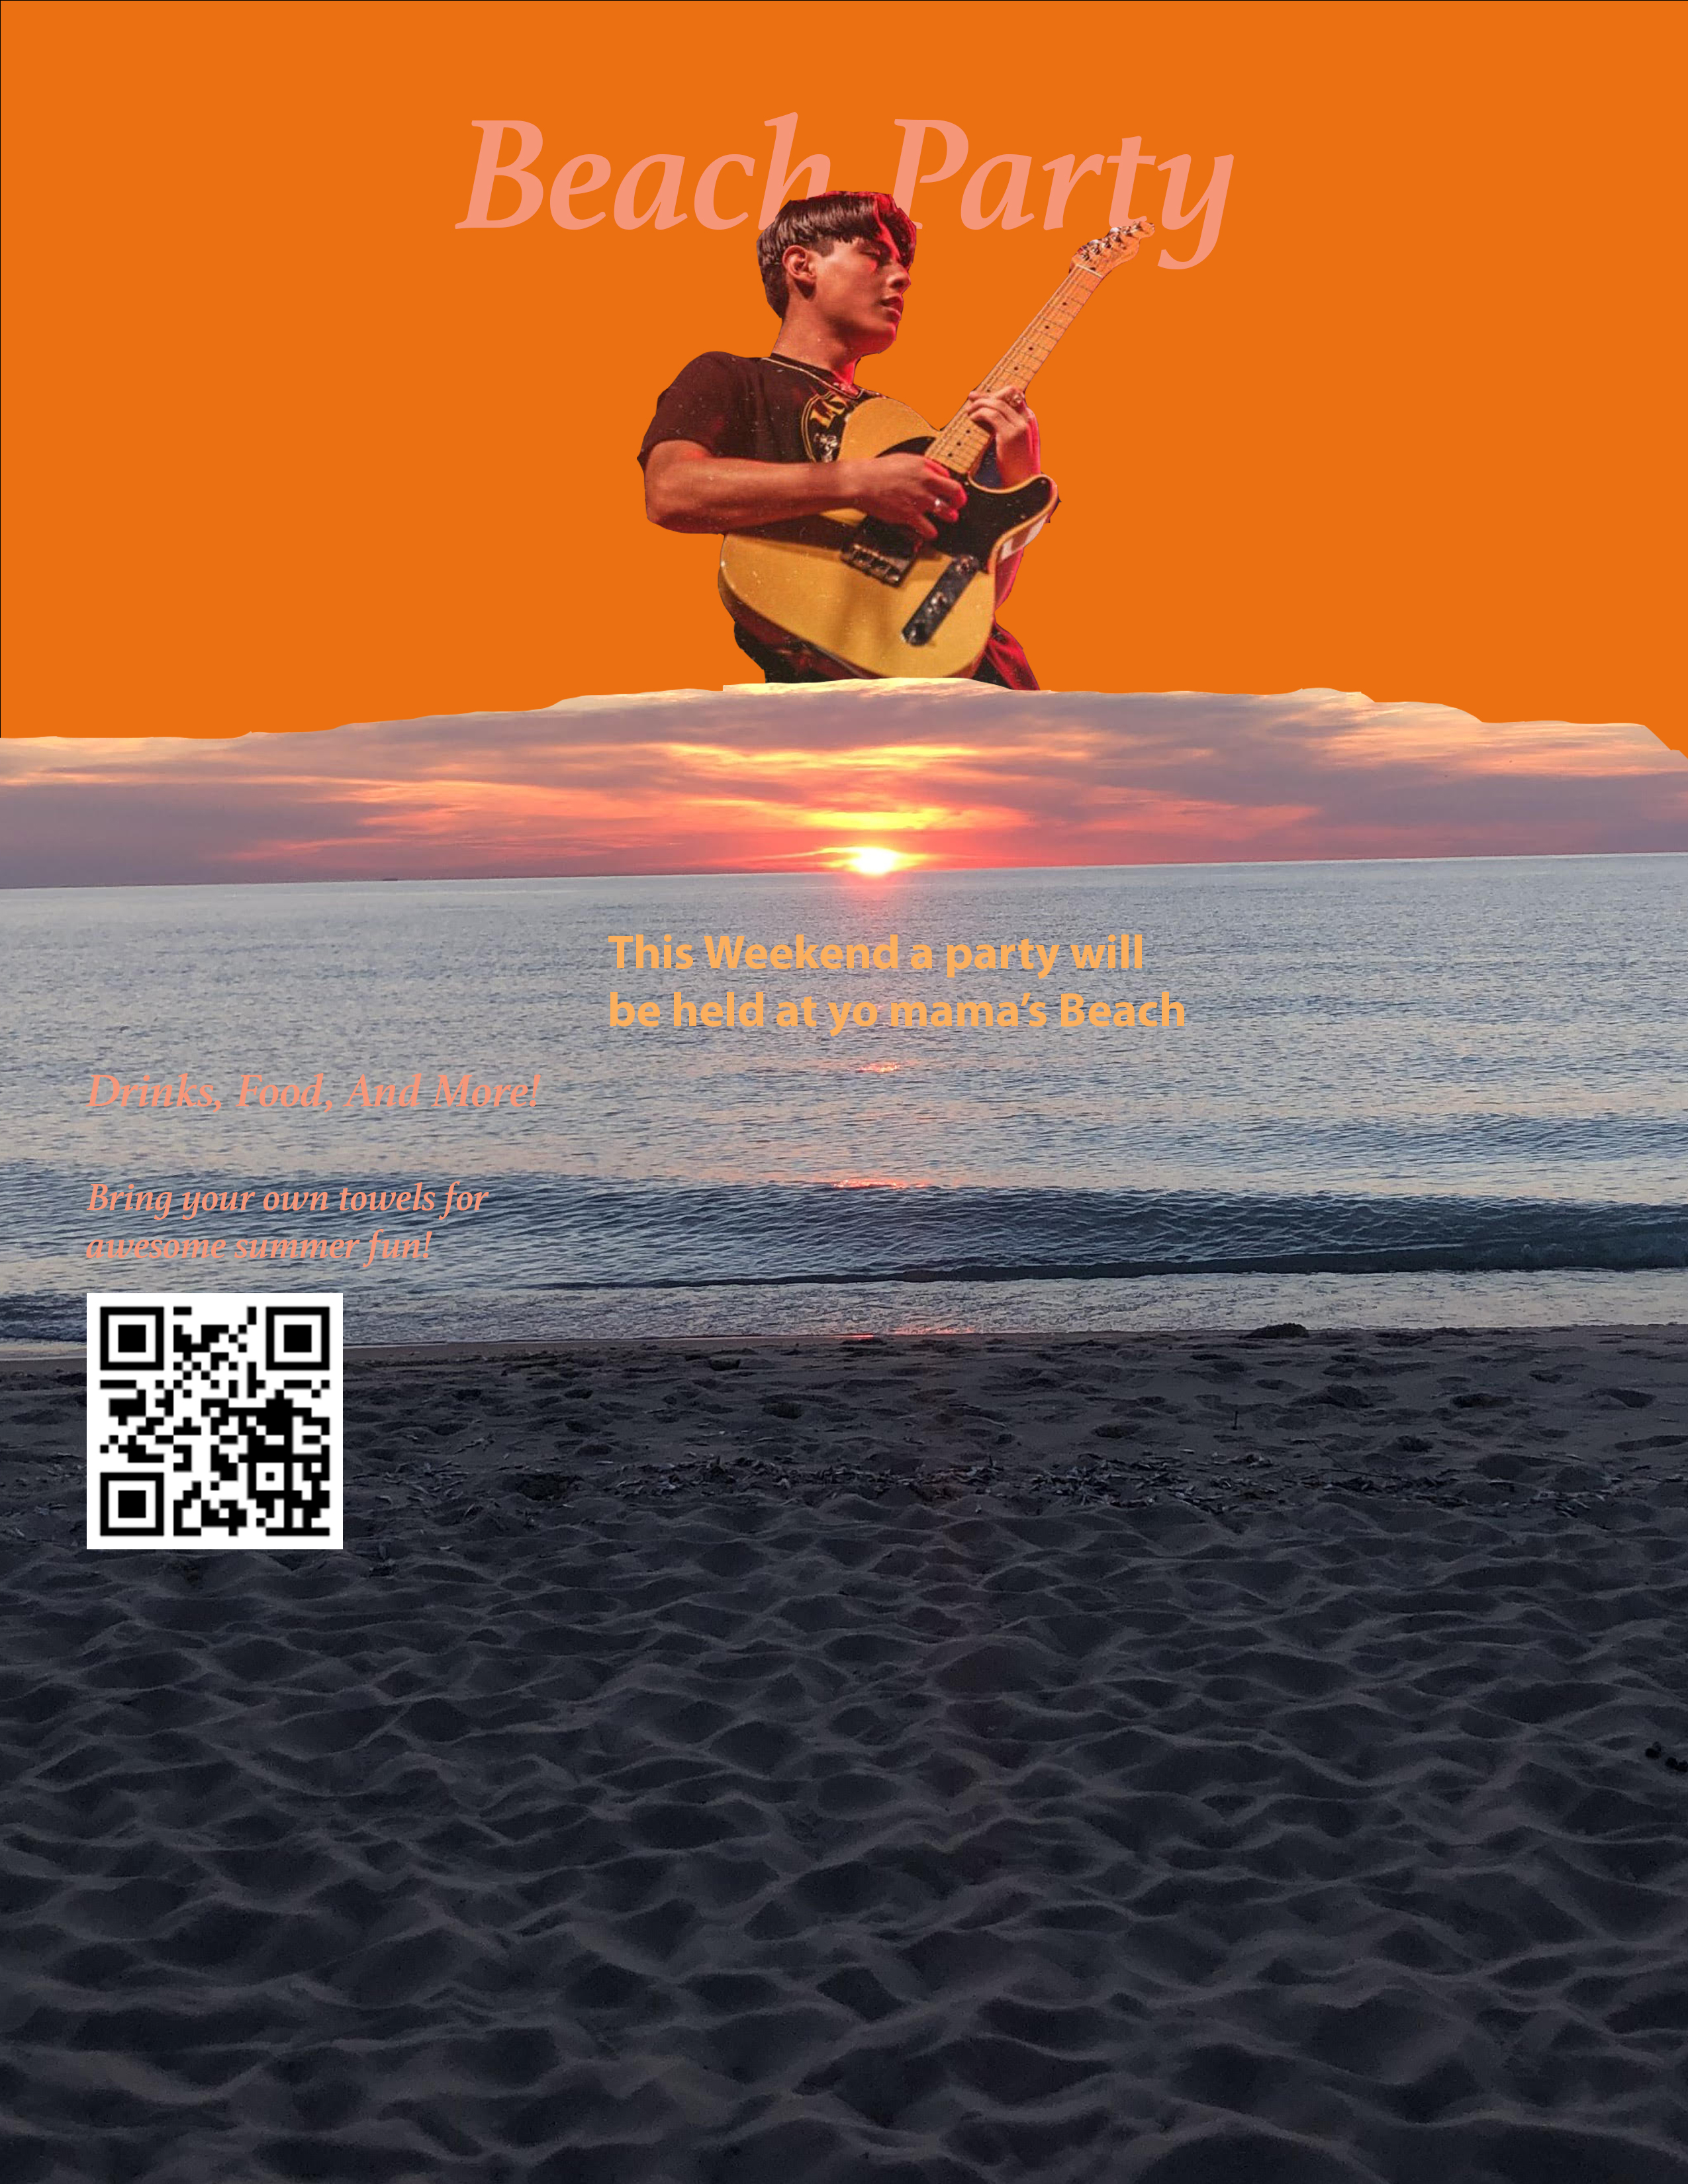 Beach Party
This Weekend a party will
be held at yo mama's Beach
Drinks, Food, And More!
Bring your own towels for
awesome summer fun!